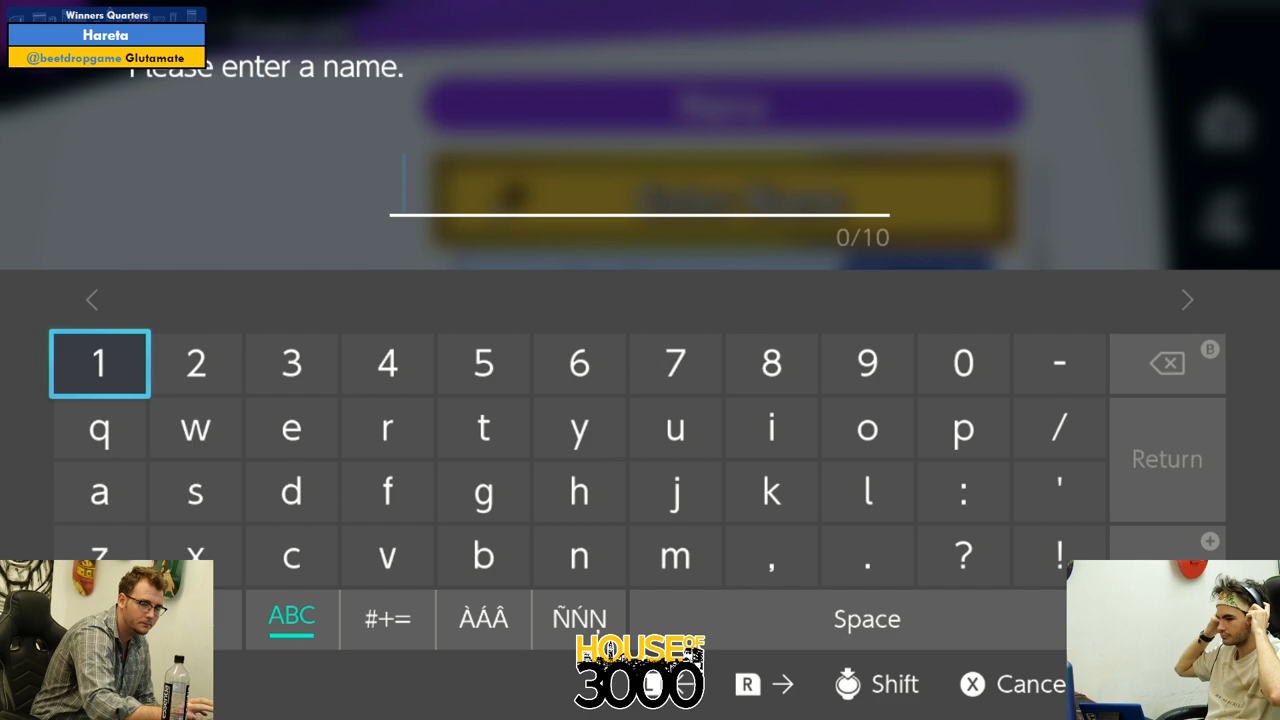 Winners Quarters
Hareta
@beetdropgame Glutamate
Please enter a name.
0/10
1 2 3 4 5 6 7 8 9 0 -
B
q w e r t y u i o p /
Return
a s d f g h j k l : '
z x c v b n m , . ? !
ABC #+= ÀÁÂ ÑŃŅ Space
HOUSE OF
3000
L R → Shift X Cance